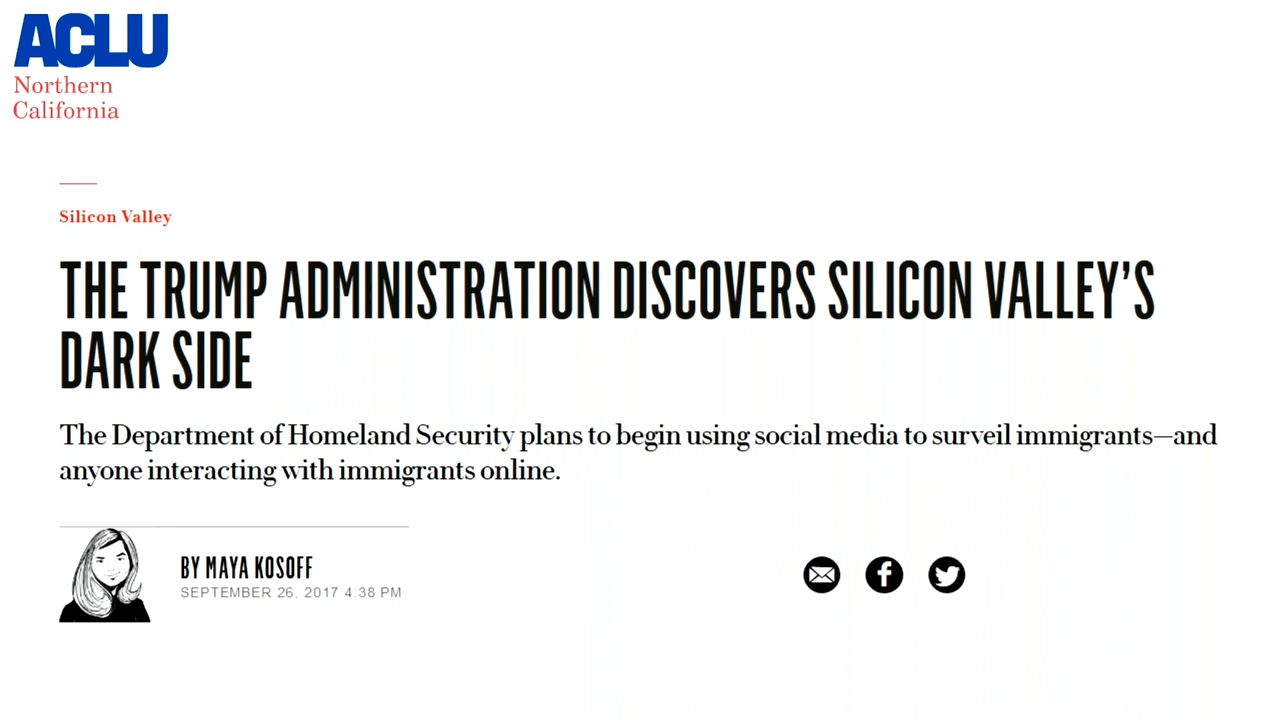 ACLU
Northern
California
Silicon Valley
THE TRUMP ADMINISTRATION DISCOVERS SILICON VALLEY’S
DARK SIDE
The Department of Homeland Security plans to begin using social media to surveil immigrants—and
anyone interacting with immigrants online.
BY MAYA KOSOFF
SEPTEMBER 26, 2017 4:38 PM